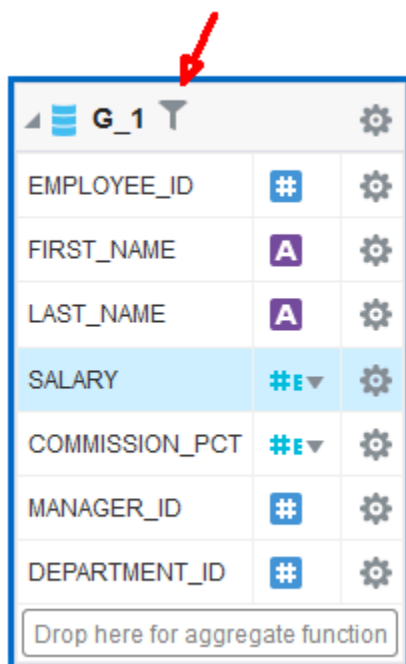 G_1
EMPLOYEE_ID #
FIRST_NAME A
LAST_NAME A
SALARY #E
COMMISSION_PCT #E
MANAGER_ID #
DEPARTMENT_ID #
Drop here for aggregate function